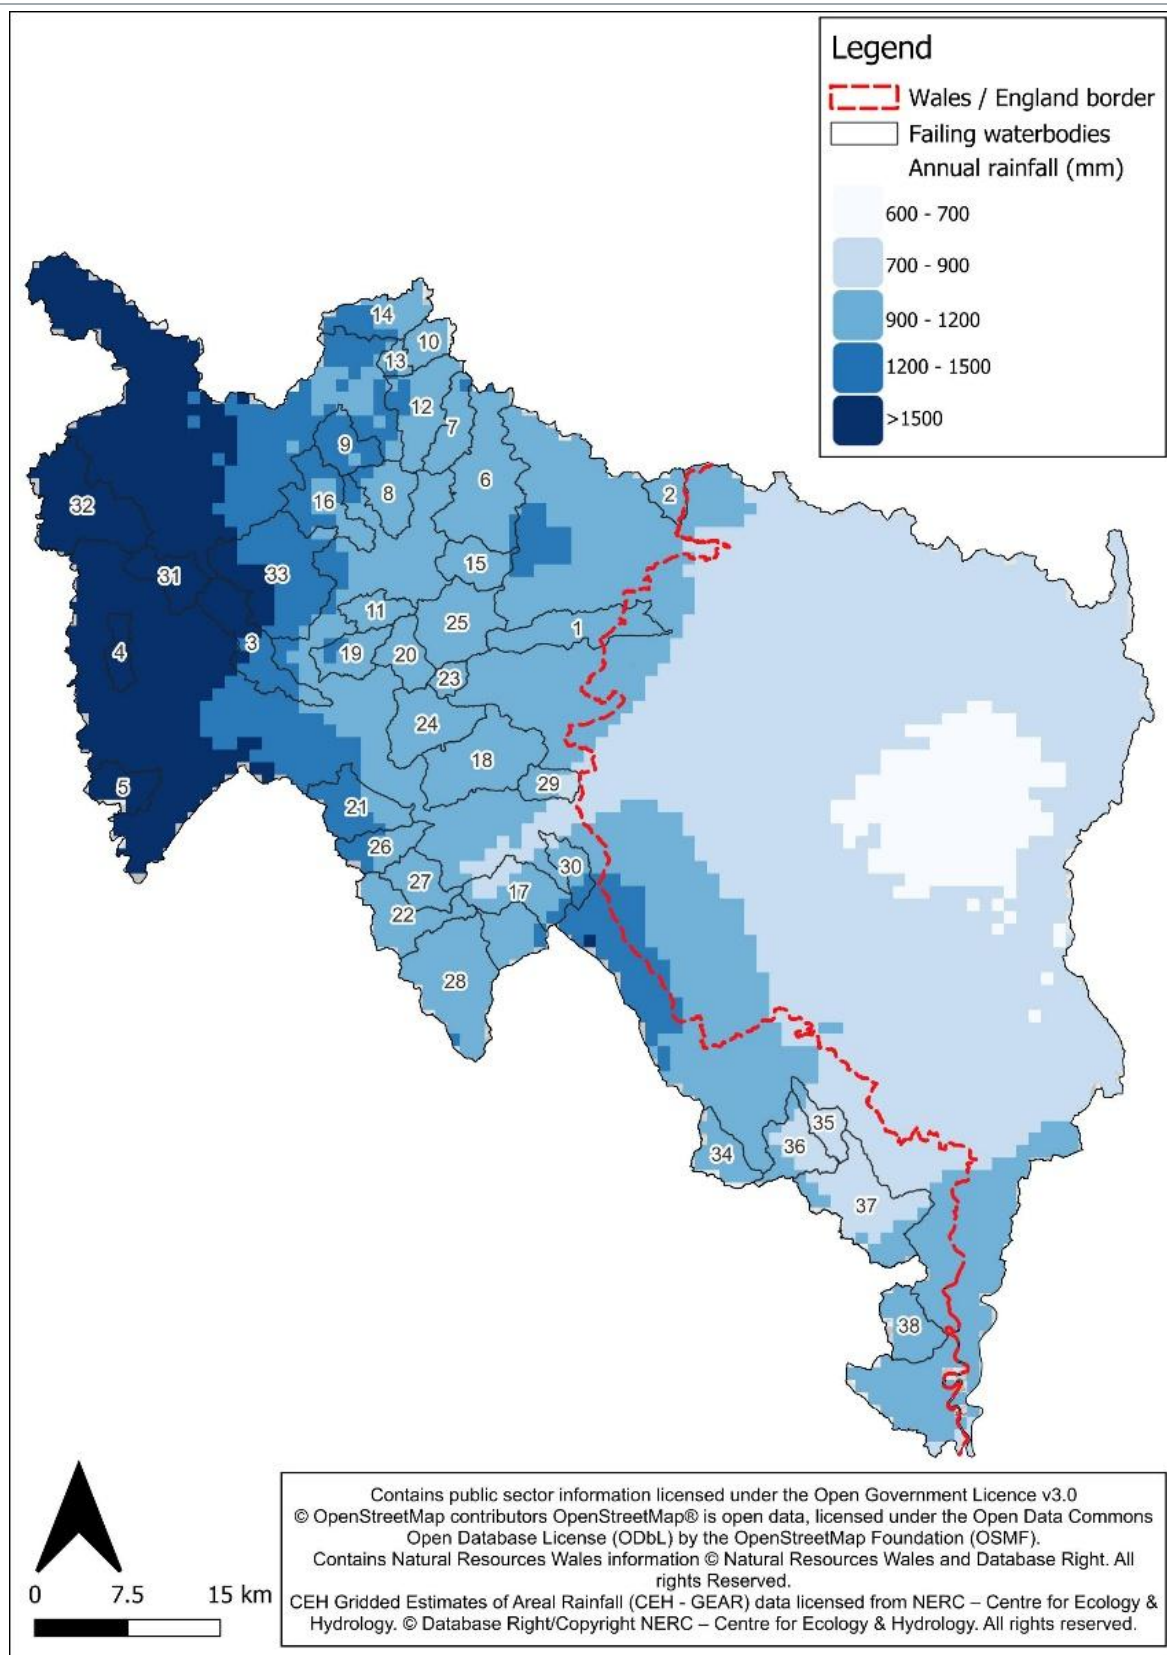 Legend
Wales / England border
Failing waterbodies
Annual rainfall (mm)
600 - 700
700 - 900
900 - 1200
1200 - 1500
>1500
14
10
13
12
7
9
6
8
16
2
32
15
31
33
11
25
1
3
4
19
20
23
24
18
29
5
21
26
30
27
17
22
28
35
36
34
37
38
0 7.5 15 km
Contains public sector information licensed under the Open Government Licence v3.0
© OpenStreetMap contributors OpenStreetMap® is open data, licensed under the Open Data Commons
Open Database License (ODbL) by the OpenStreetMap Foundation (OSMF).
Contains Natural Resources Wales information © Natural Resources Wales and Database Right. All
rights Reserved.
CEH Gridded Estimates of Areal Rainfall (CEH - GEAR) data licensed from NERC – Centre for Ecology &
Hydrology. © Database Right/Copyright NERC – Centre for Ecology & Hydrology. All rights reserved.